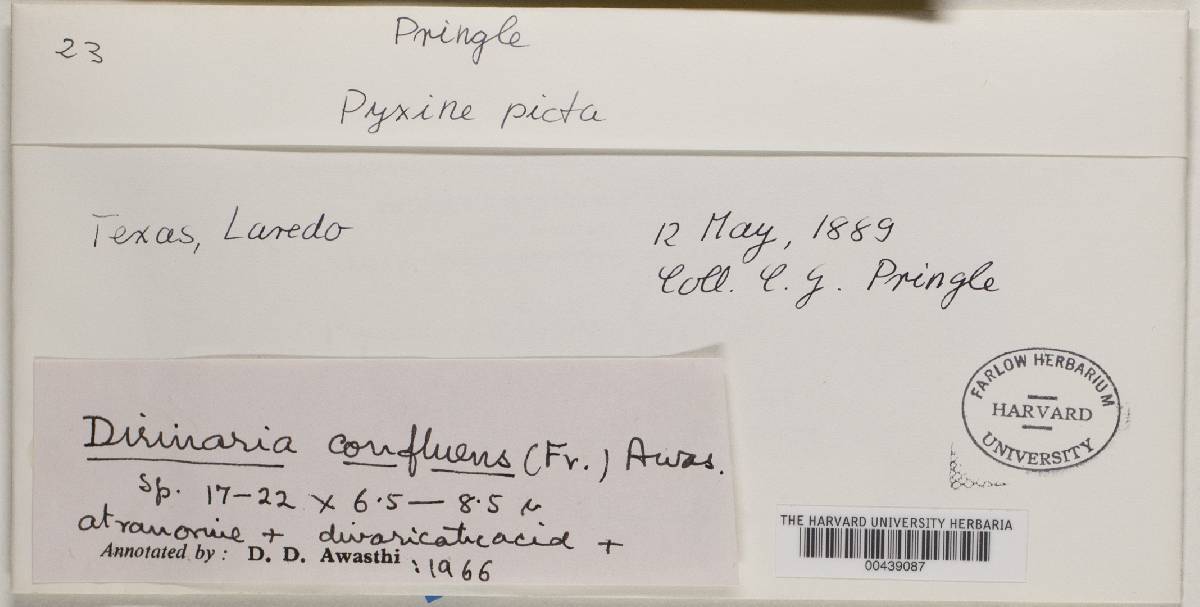 23
Pringle
Pyxine picta
Texas, Laredo
12 May, 1889
Coll. C. G. Pringle
Dirinaria confluens (Fr.) Awas.
Sp. 17-22 x 6.5-8.5 μ
atranorine + divaricatic acid +
Annotated by : D. D. Awasthi : 1966
FARLOW HERBARIUM
HARVARD
UNIVERSITY
THE HARVARD UNIVERSITY HERBARIA
00439087